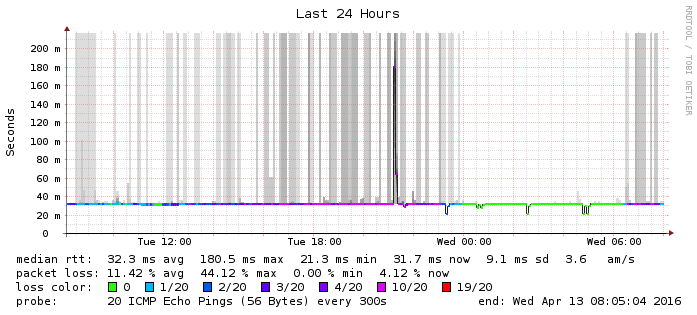 Last 24 Hours
RRDTOOL / TOBI OETIKER
Seconds
200 m
180 m
160 m
140 m
120 m
100 m
80 m
60 m
40 m
20 m
0
Tue 12:00 Tue 18:00 Wed 00:00 Wed 06:00
median rtt: 32.3 ms avg 180.5 ms max 21.3 ms min 31.7 ms now 9.1 ms sd 3.6 am/s
packet loss: 11.42 % avg 44.12 % max 0.00 % min 4.12 % now
loss color: 0 1/20 2/20 3/20 4/20 10/20 19/20
probe: 20 ICMP Echo Pings (56 Bytes) every 300s end: Wed Apr 13 08:05:04 2016